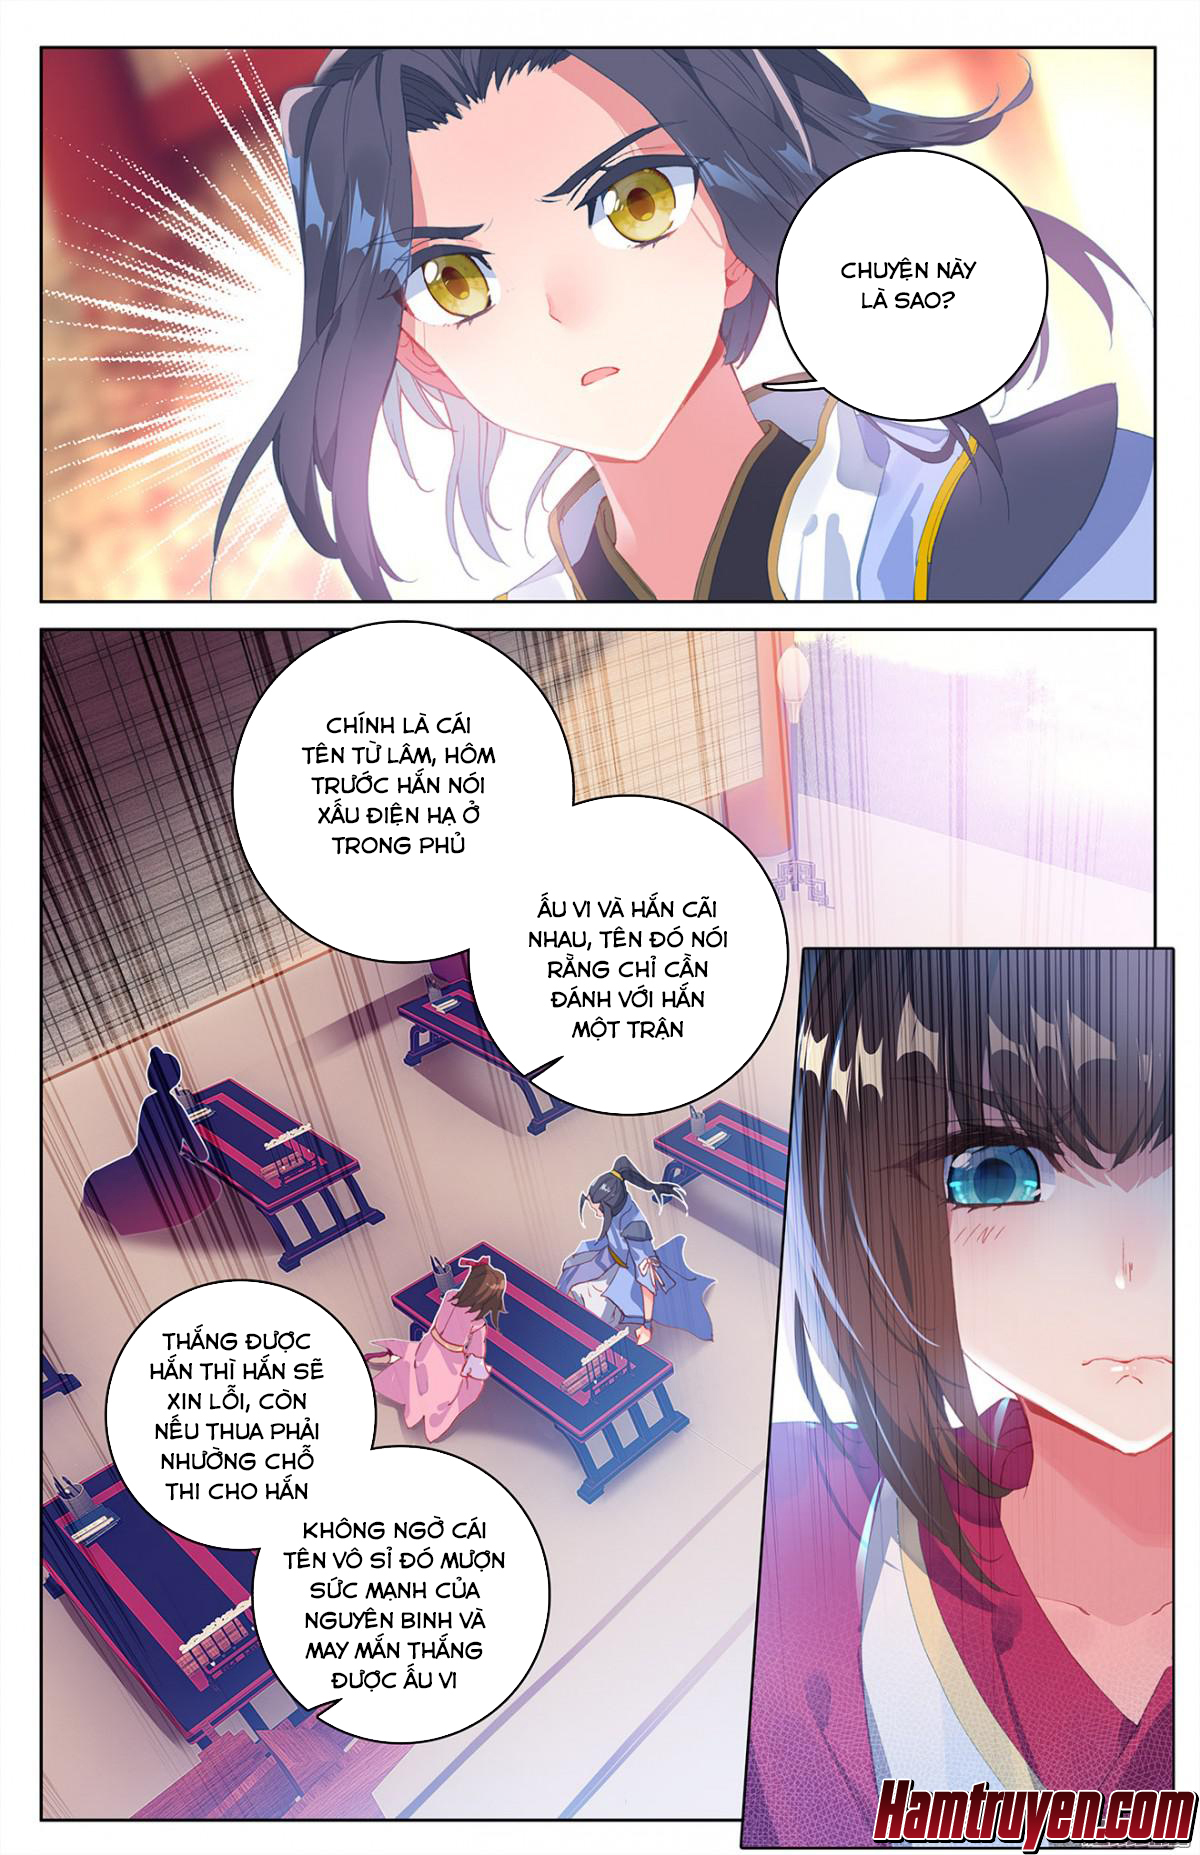 CHUYỆN NÀY
LÀ SAO?
CHÍNH LÀ CÁI
TÊN TỪ LÂM, HÔM
TRƯỚC HẮN NÓI
XẤU ĐIỆN HẠ Ở
TRONG PHỦ
ẤU VI VÀ HẮN CÃI
NHAU, TÊN ĐÓ NÓI
RẰNG CHỈ CẦN
ĐÁNH VỚI HẮN
MỘT TRẬN
THẮNG ĐƯỢC
HẮN THÌ HẮN SẼ
XIN LỖI, CÒN
NẾU THUA PHẢI
NHƯỜNG CHỖ
THI CHO HẮN
KHÔNG NGỜ CÁI
TÊN VÔ SỈ ĐÓ MƯỢN
SỨC MẠNH CỦA
NGUYÊN BINH VÀ
MAY MẮN THẮNG
ĐƯỢC ẤU VI
Hamtruyen.com